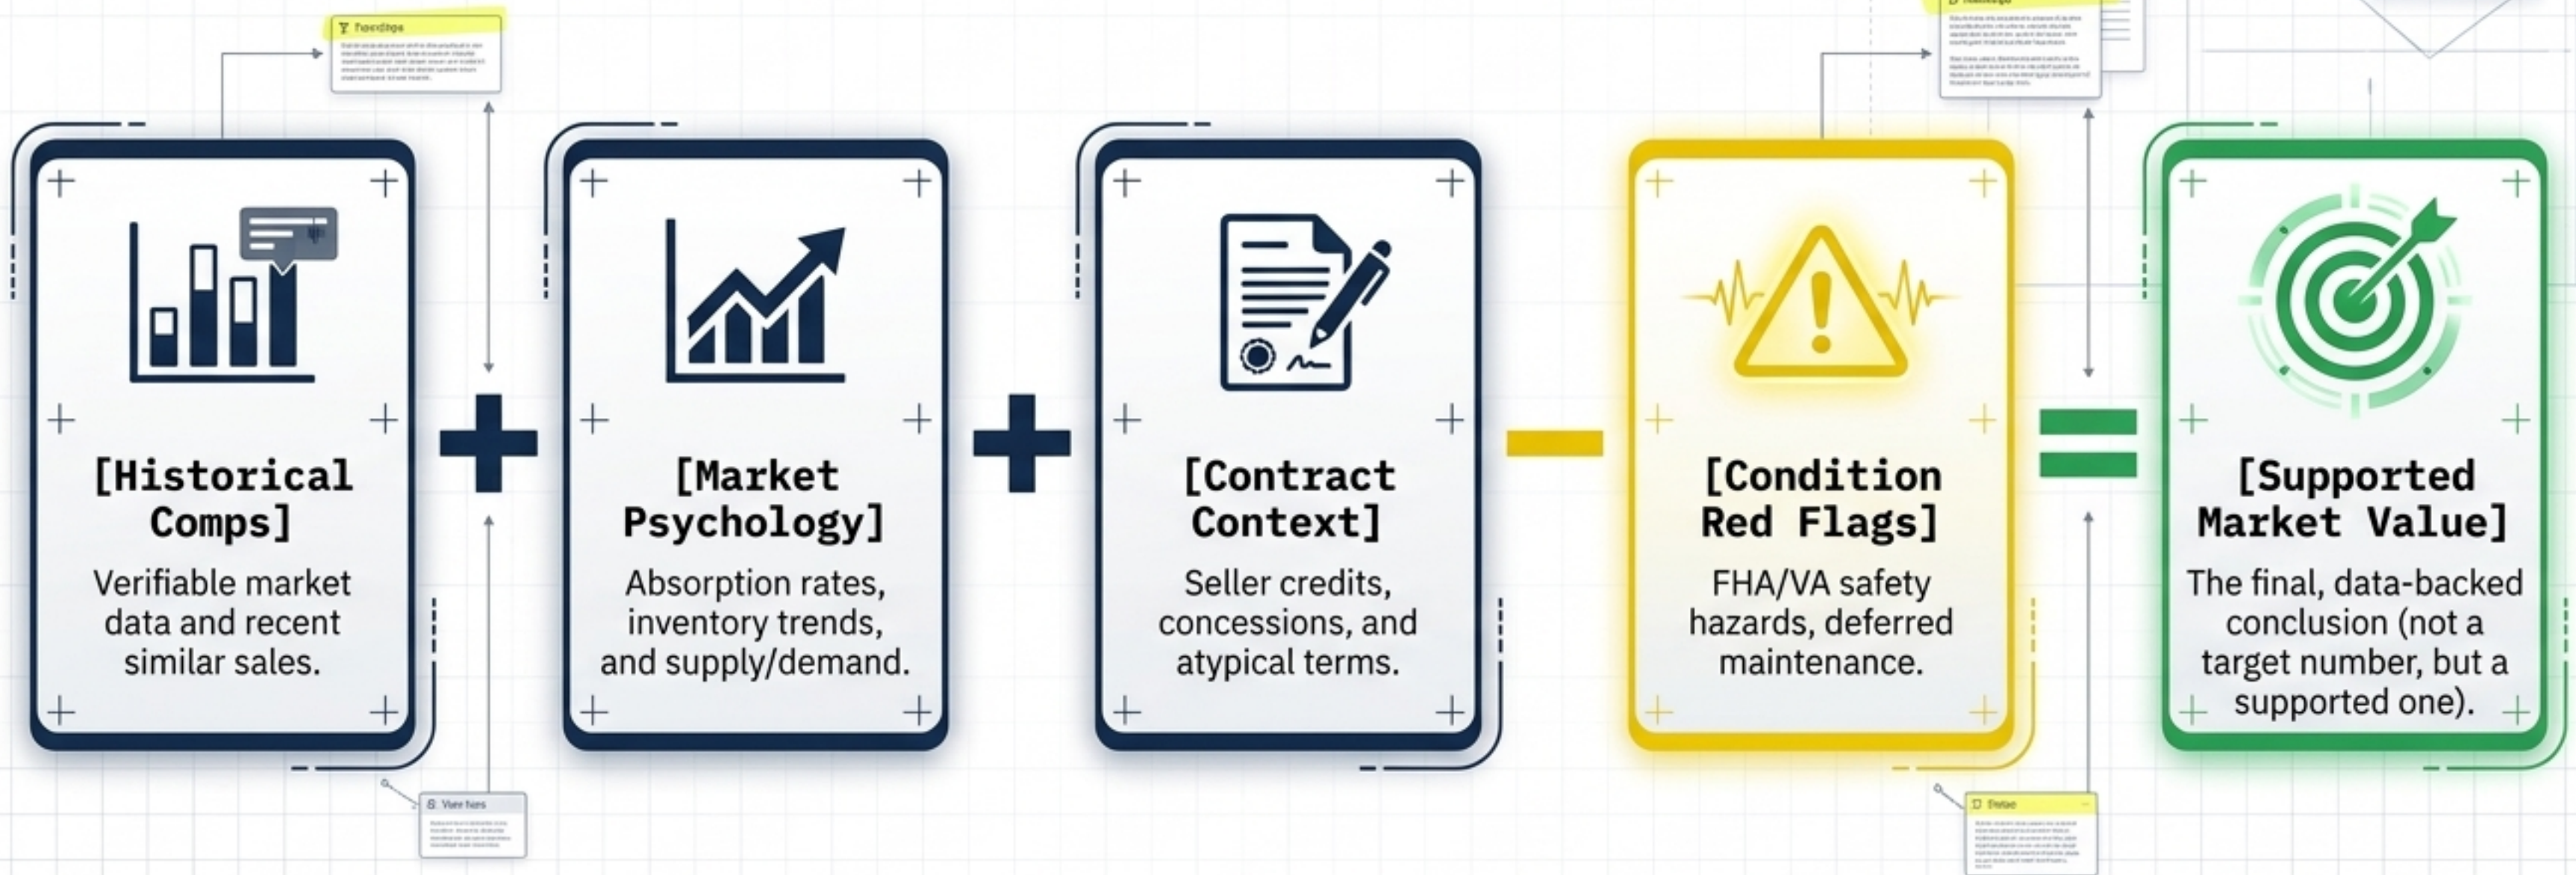 [Historical
Comps]
Verifiable market
data and recent
similar sales.
[Market
Psychology]
Absorption rates,
inventory trends,
and supply/demand.
[Contract
Context]
Seller credits,
concessions, and
atypical terms.
[Condition
Red Flags]
FHA/VA safety
hazards, deferred
maintenance.
[Supported
Market Value]
The final, data-backed
conclusion (not a
target number, but a
supported one).